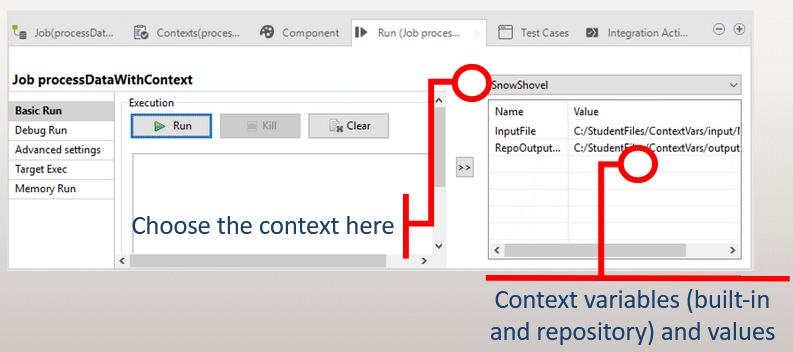 Job(processDat...
Contexts(proces...
Component
Run (Job proces...
Test Cases
Integration Acti...
Job processDataWithContext
Basic Run
Debug Run
Advanced settings
Target Exec
Memory Run
Execution
Run
Kill
Clear
>>
SnowShovel
Name Value
InputFile C:/StudentFiles/ContextVars/input/
RepoOutput... C:/StudentFiles/ContextVars/output
Choose the context here
Context variables (built-in
and repository) and values